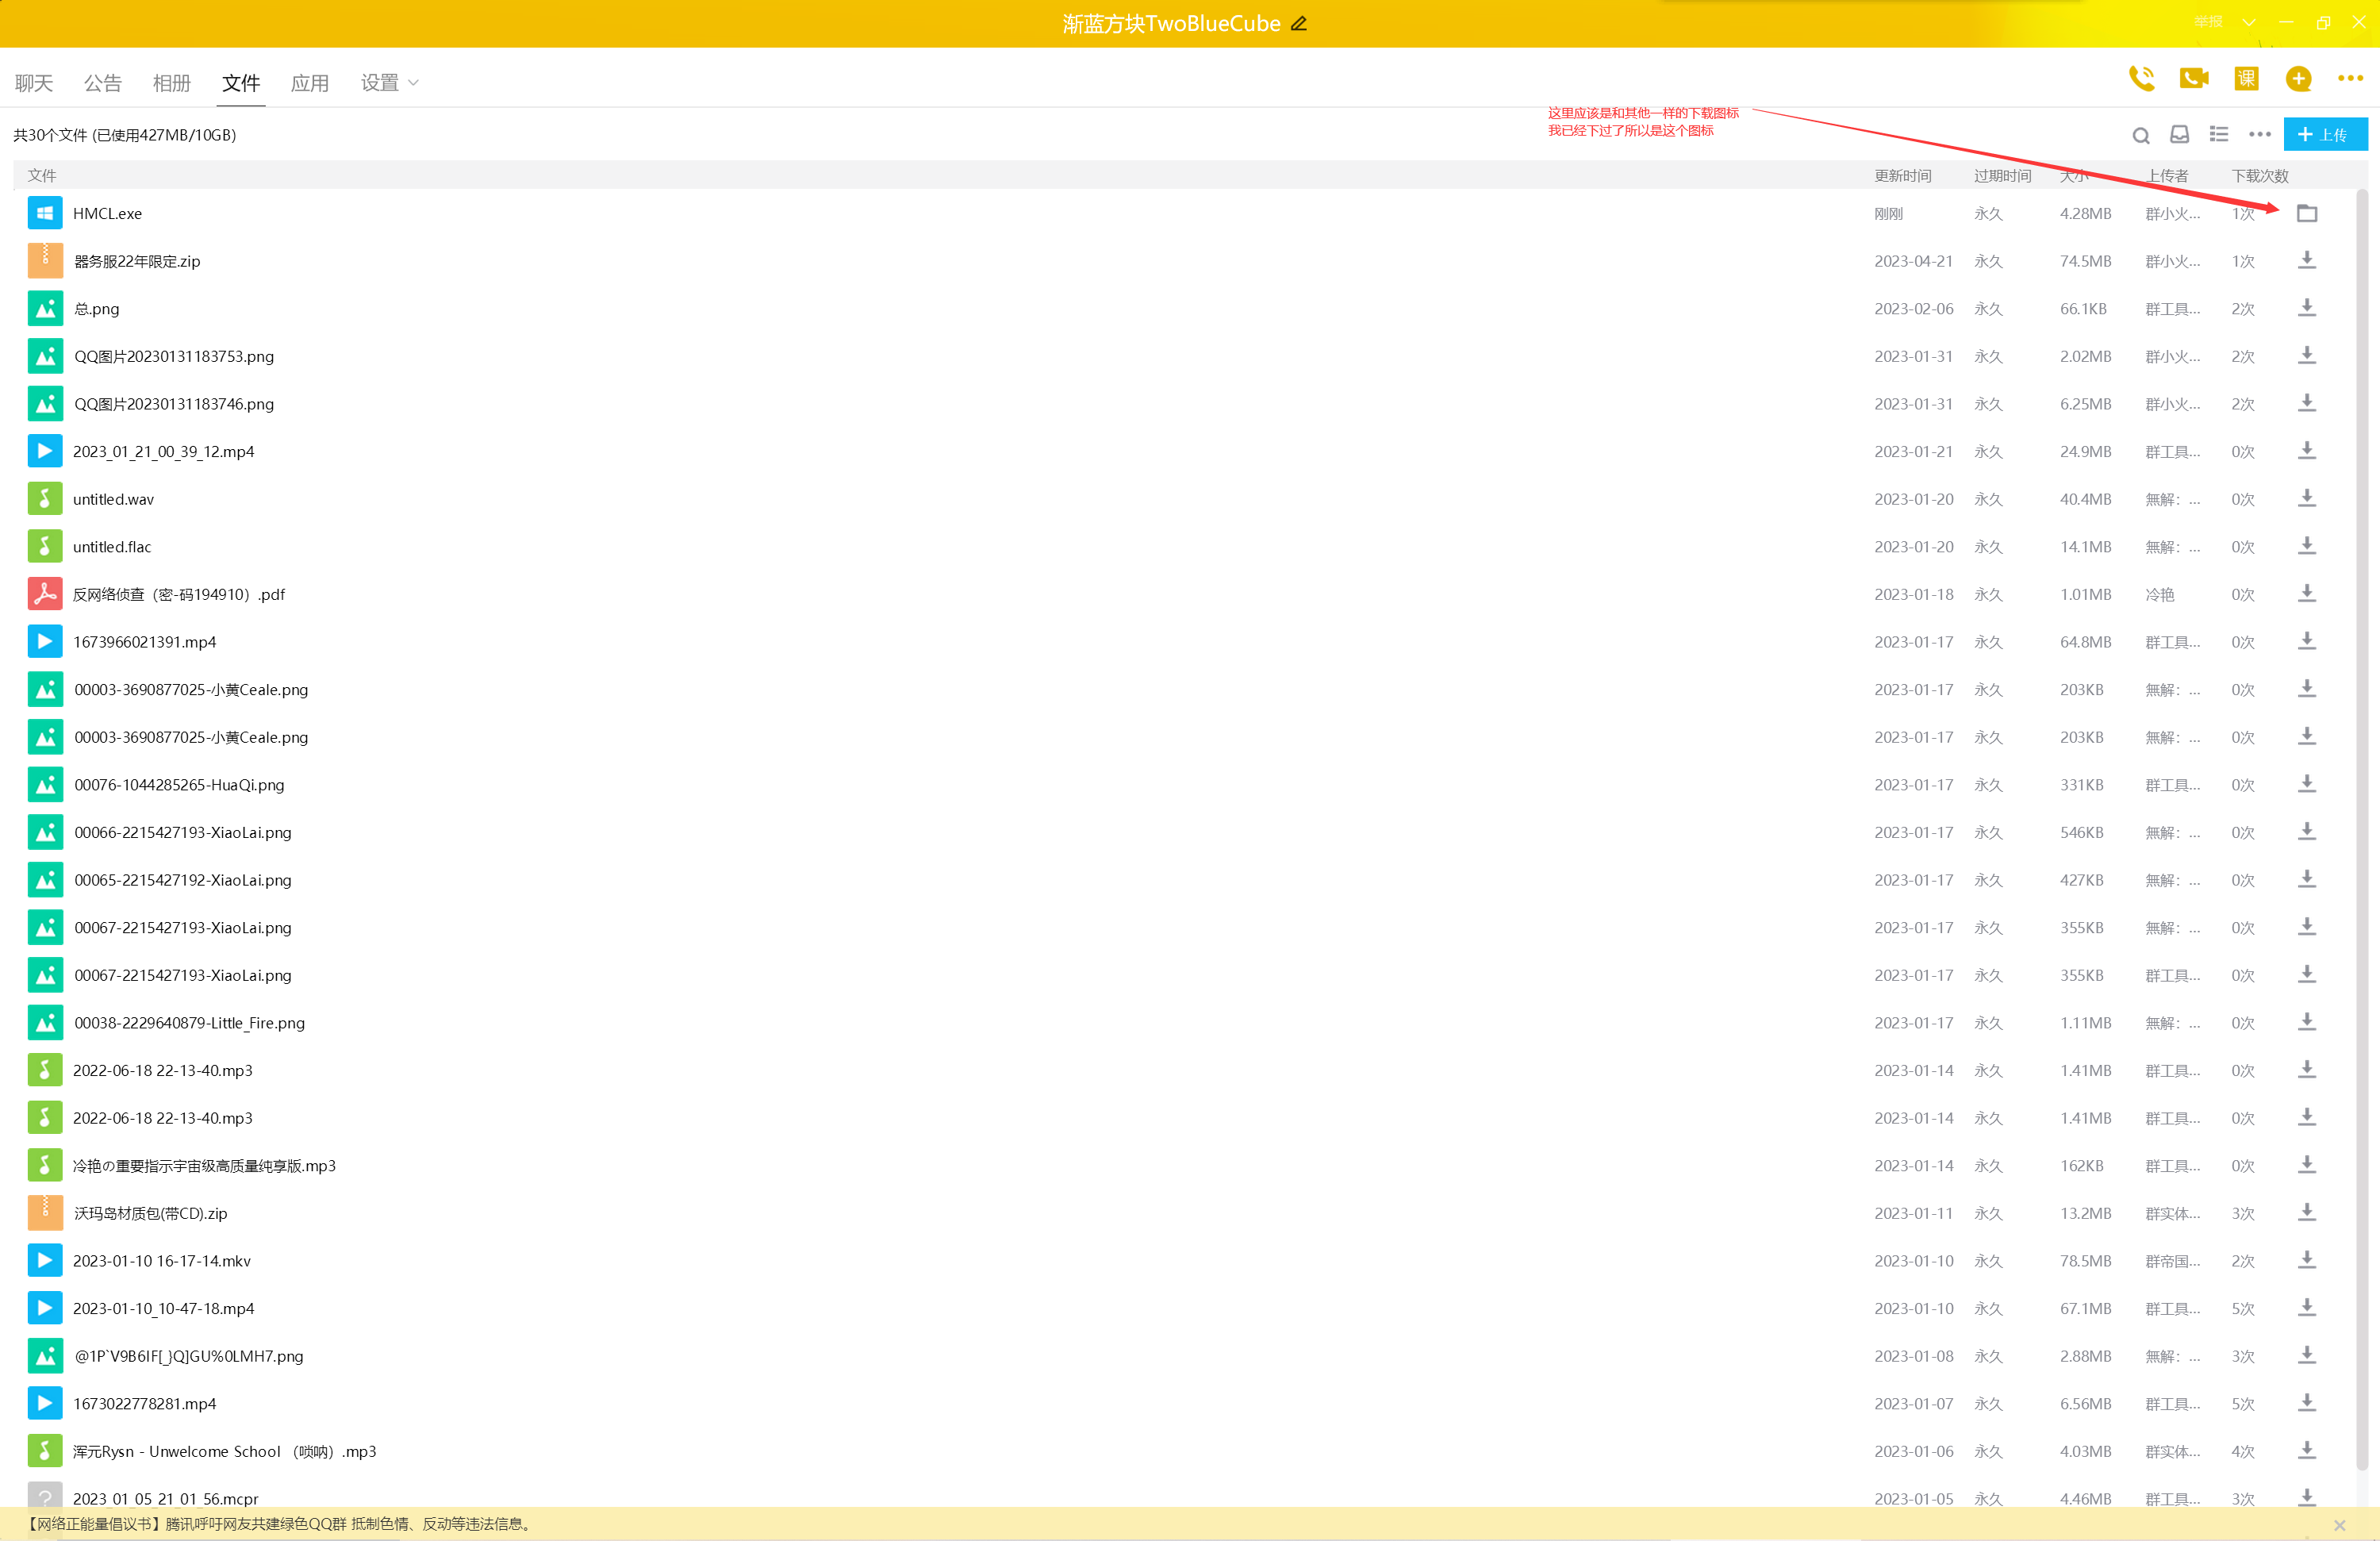 渐蓝方块TwoBlueCube
举报
聊天 公告 相册 文件 应用 设置
课
这里应该是和其他一样的下载图标
我已经下过了所以是这个图标
共30个文件 (已使用427MB/10GB)
上传
文件 更新时间 过期时间 大小 上传者 下载次数
HMCL.exe 刚刚 永久 4.28MB 群小火... 1次
器务服22年限定.zip 2023-04-21 永久 74.5MB 群小火... 1次
总.png 2023-02-06 永久 66.1KB 群工具... 2次
QQ图片20230131183753.png 2023-01-31 永久 2.02MB 群小火... 2次
QQ图片20230131183746.png 2023-01-31 永久 6.25MB 群小火... 2次
2023_01_21_00_39_12.mp4 2023-01-21 永久 24.9MB 群工具... 0次
untitled.wav 2023-01-20 永久 40.4MB 無解：... 0次
untitled.flac 2023-01-20 永久 14.1MB 無解：... 0次
反网络侦查（密-码194910）.pdf 2023-01-18 永久 1.01MB 冷艳 0次
1673966021391.mp4 2023-01-17 永久 64.8MB 群工具... 0次
00003-3690877025-小黄Ceale.png 2023-01-17 永久 203KB 無解：... 0次
00003-3690877025-小黄Ceale.png 2023-01-17 永久 203KB 無解：... 0次
00076-1044285265-HuaQi.png 2023-01-17 永久 331KB 群工具... 0次
00066-2215427193-XiaoLai.png 2023-01-17 永久 546KB 無解：... 0次
00065-2215427192-XiaoLai.png 2023-01-17 永久 427KB 無解：... 0次
00067-2215427193-XiaoLai.png 2023-01-17 永久 355KB 無解：... 0次
00067-2215427193-XiaoLai.png 2023-01-17 永久 355KB 群工具... 0次
00038-2229640879-Little_Fire.png 2023-01-17 永久 1.11MB 無解：... 0次
2022-06-18 22-13-40.mp3 2023-01-14 永久 1.41MB 群工具... 0次
2022-06-18 22-13-40.mp3 2023-01-14 永久 1.41MB 群工具... 0次
冷艳の重要指示宇宙级高质量纯享版.mp3 2023-01-14 永久 162KB 群工具... 0次
沃玛岛材质包(带CD).zip 2023-01-11 永久 13.2MB 群实体... 3次
2023-01-10 16-17-14.mkv 2023-01-10 永久 78.5MB 群帝国... 2次
2023-01-10_10-47-18.mp4 2023-01-10 永久 67.1MB 群工具... 5次
@1P`V9B6IF[_}Q]GU%0LMH7.png 2023-01-08 永久 2.88MB 無解：... 3次
1673022778281.mp4 2023-01-07 永久 6.56MB 群工具... 5次
浑元Rysn - Unwelcome School （唢呐）.mp3 2023-01-06 永久 4.03MB 群实体... 4次
2023_01_05_21_01_56.mcpr 2023-01-05 永久 4.46MB 群工具... 3次
【网络正能量倡议书】腾讯呼吁网友共建绿色QQ群 抵制色情、反动等违法信息。